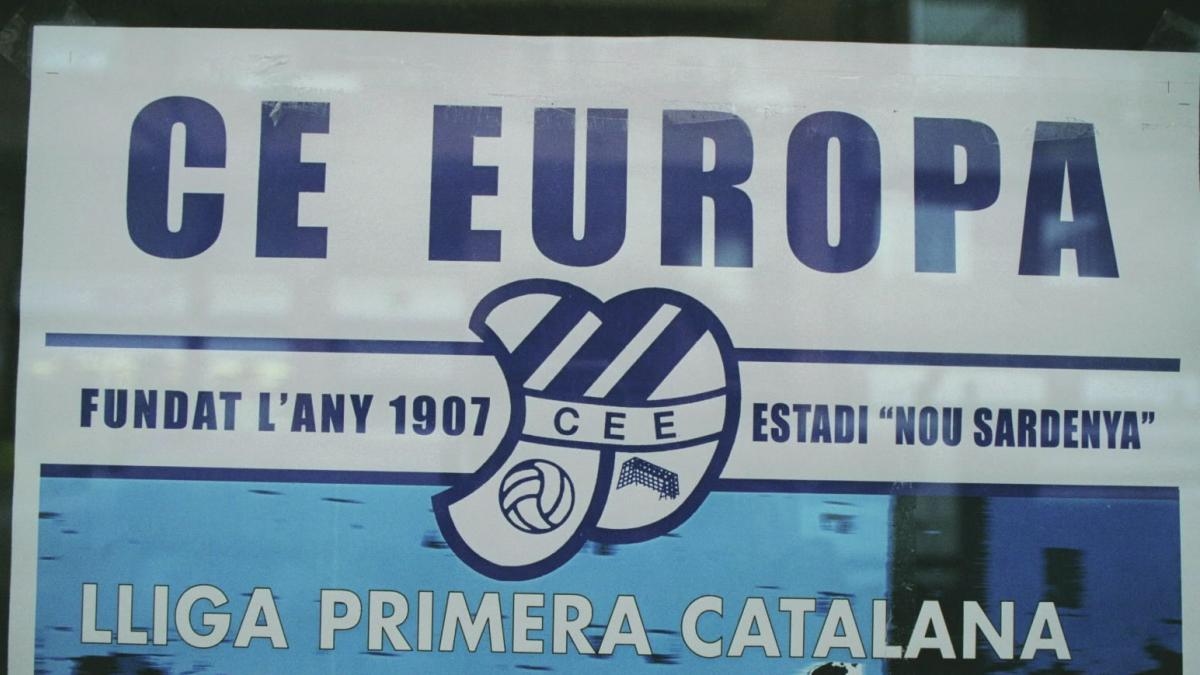 CE EUROPA
FUNDAT L'ANY 1907
CEE
ESTADI "NOU SARDENYA"
LLIGA PRIMERA CATALANA